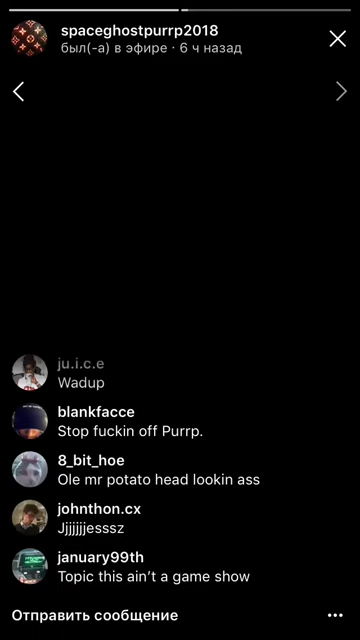 spaceghostpurrp2018
был(-а) в эфире · 6 ч назад
ju.i.c.e
Wadup
blankfacce
Stop fuckin off Purrp.
8_bit_hoe
Ole mr potato head lookin ass
johnthon.cx
Jjjjjjjesssz
january99th
Topic this ain’t a game show
Отправить сообщение